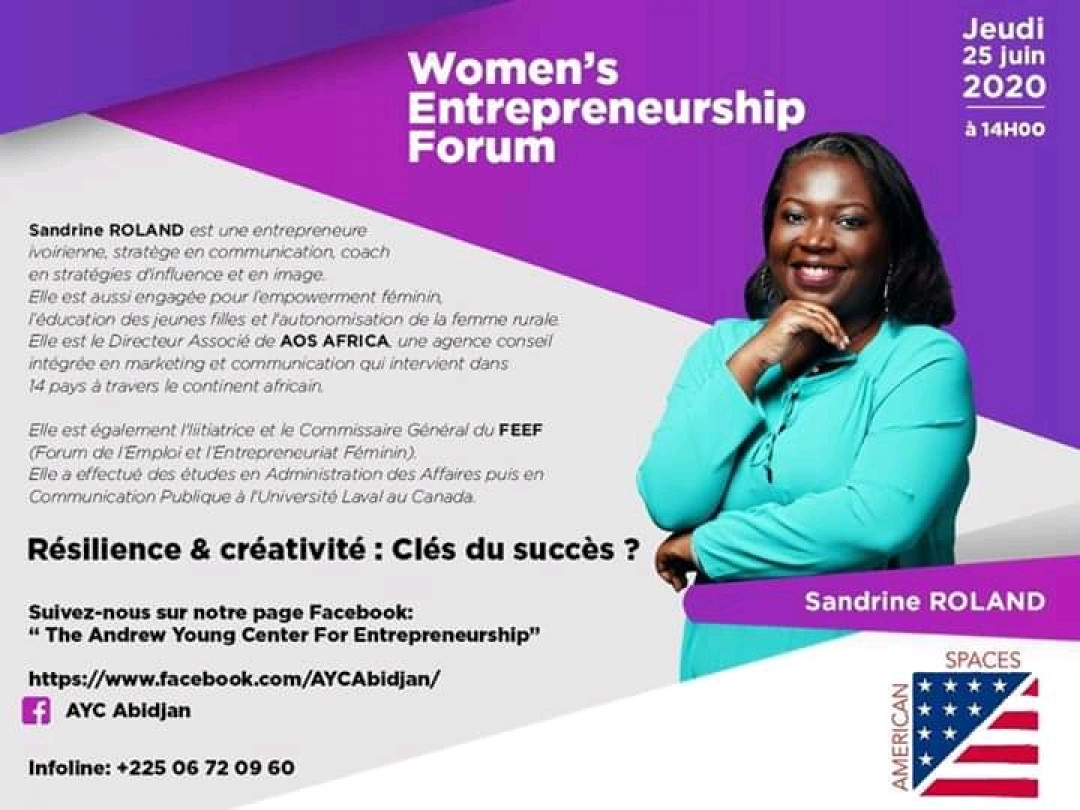 Women's
Entrepreneurship
Forum
Jeudi
25 juin
2020
à 14H00
Sandrine ROLAND est une entrepreneure
ivoirienne, stratège en communication, coach
en stratégies d'influence et en image.
Elle est aussi engagée pour l'empowerment féminin,
l'éducation des jeunes filles et l'autonomisation de la femme rurale.
Elle est le Directeur Associé de AOS AFRICA, une agence conseil
intégrée en marketing et communication qui intervient dans
14 pays à travers le continent africain.
Elle est également l'Iiitiatrice et le Commissaire Général du FEEF
(Forum de l'Emploi et l'Entrepreneuriat Féminin).
Elle a effectué des études en Administration des Affaires puis en
Communication Publique à l'Université Laval au Canada.
Résilience & créativité : Clés du succès ?
Sandrine ROLAND
Suivez-nous sur notre page Facebook:
“ The Andrew Young Center For Entrepreneurship”
https://www.facebook.com/AYCAbidjan/
AYC Abidjan
Infoline: +225 06 72 09 60
AMERICAN
SPACES